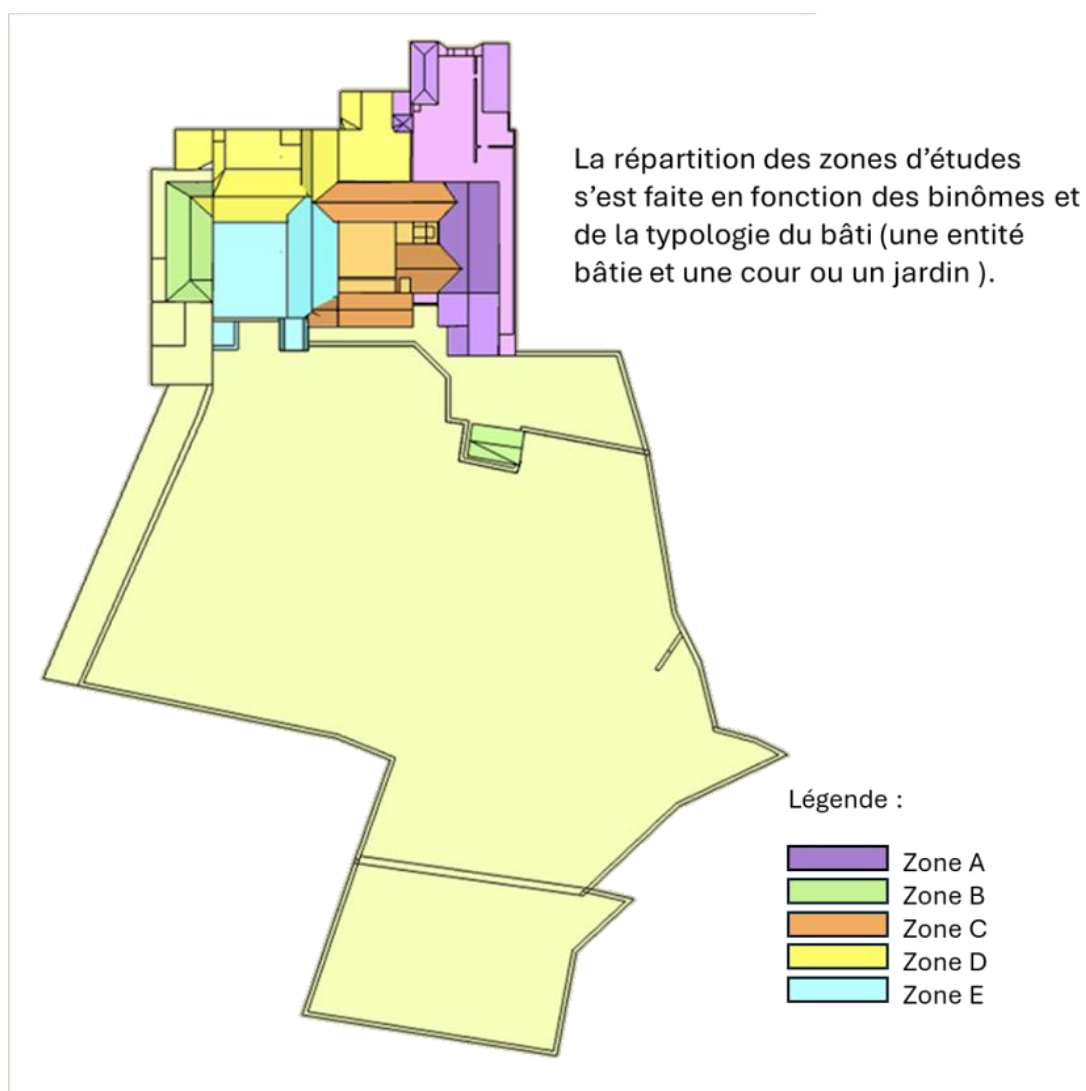 La répartition des zones d’études
s’est faite en fonction des binômes et
de la typologie du bâti (une entité
bâtie et une cour ou un jardin ).
Légende :
Zone A
Zone B
Zone C
Zone D
Zone E